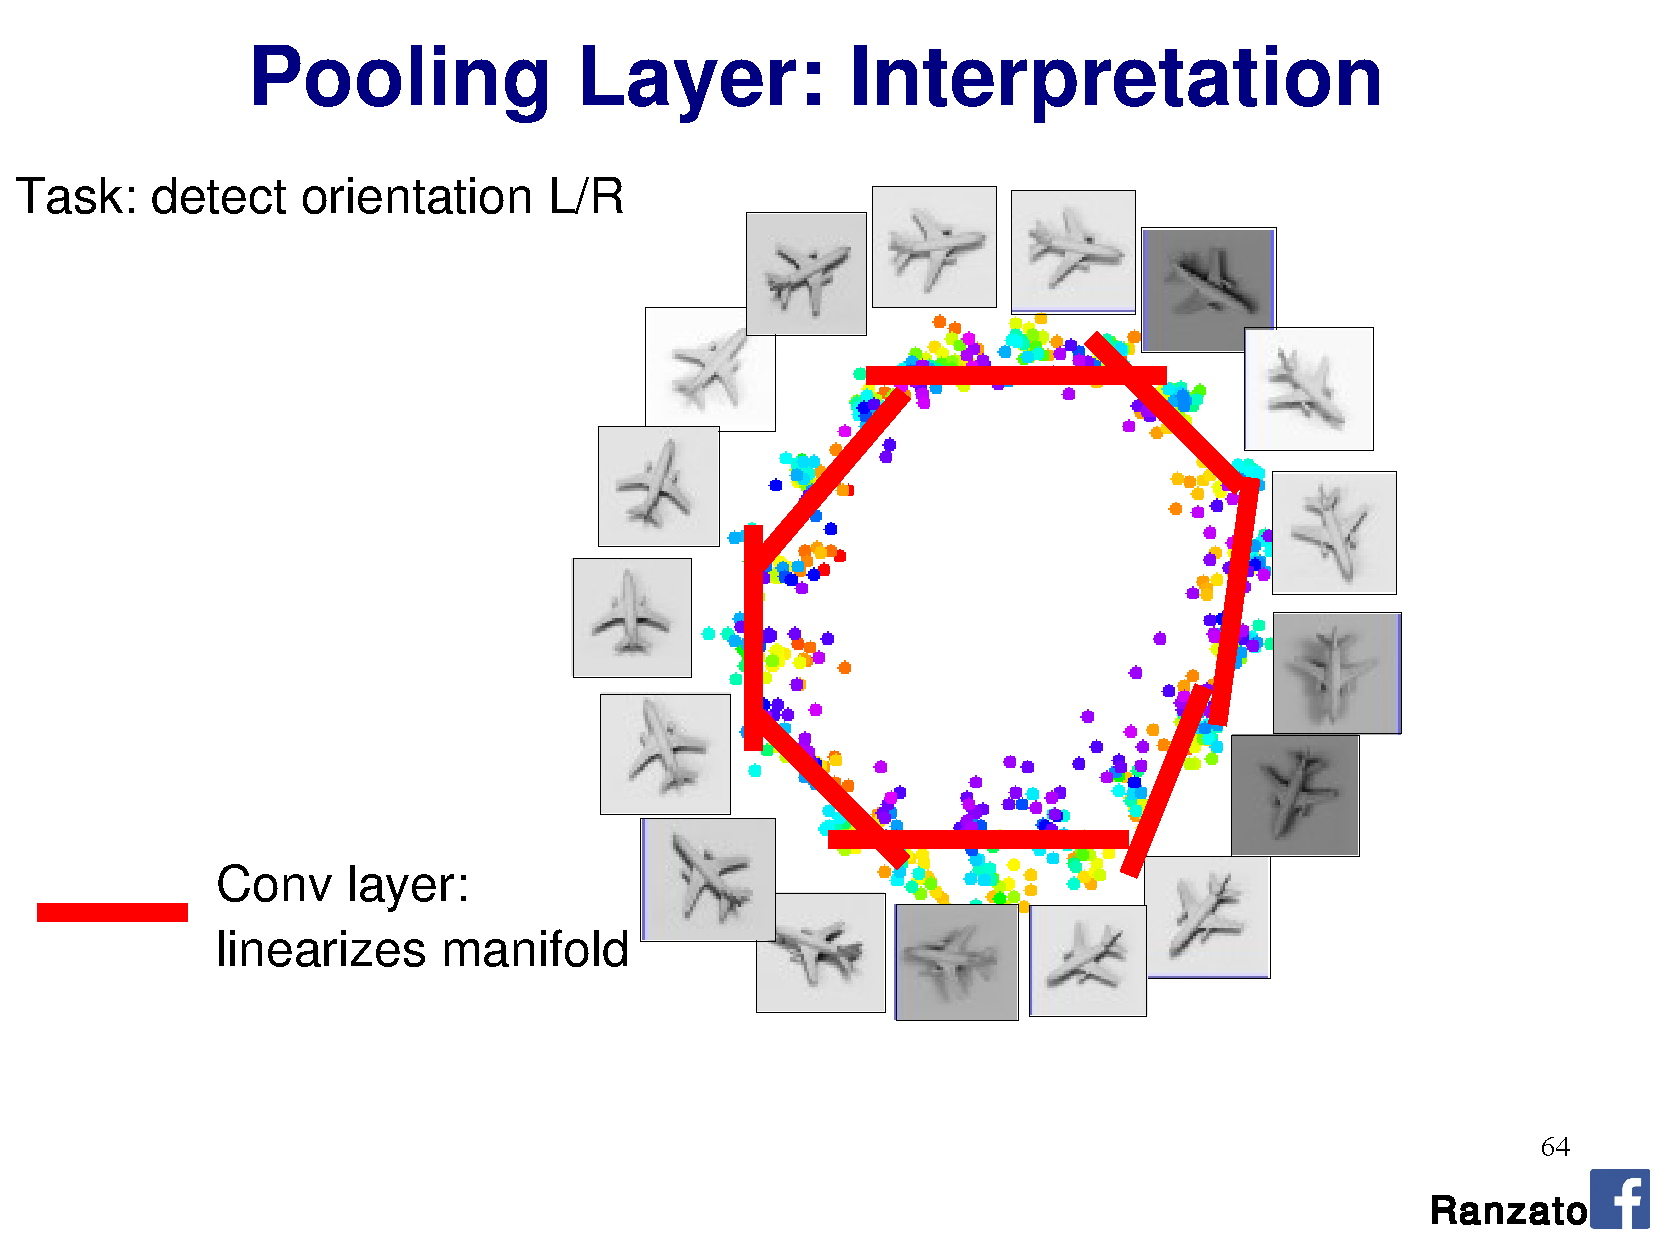 Pooling Layer: Interpretation
Task: detect orientation L/R
Conv layer:
linearizes manifold
64
Ranzato